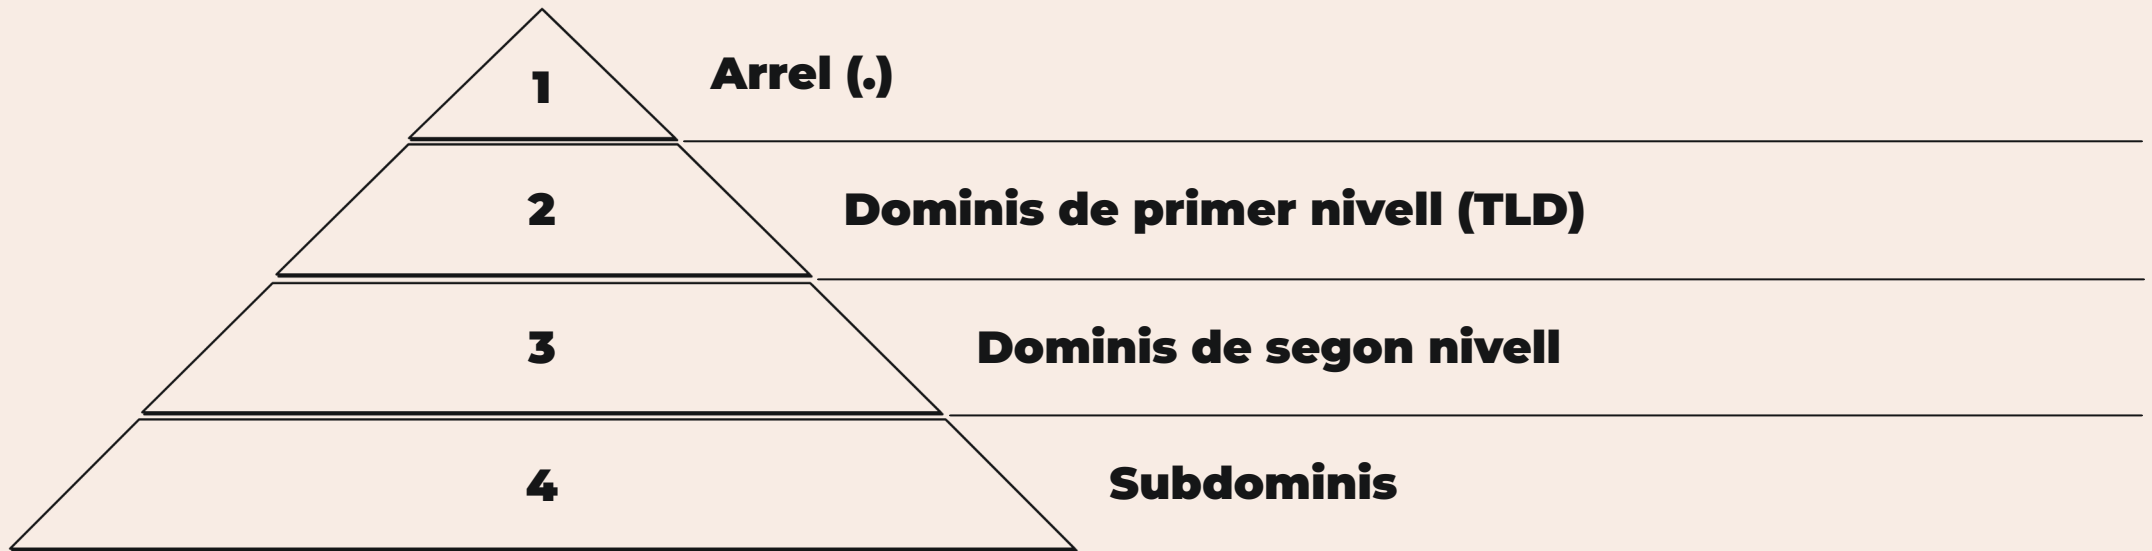 1
Arrel (.)
2
Dominis de primer nivell (TLD)
3
Dominis de segon nivell
4
Subdominis